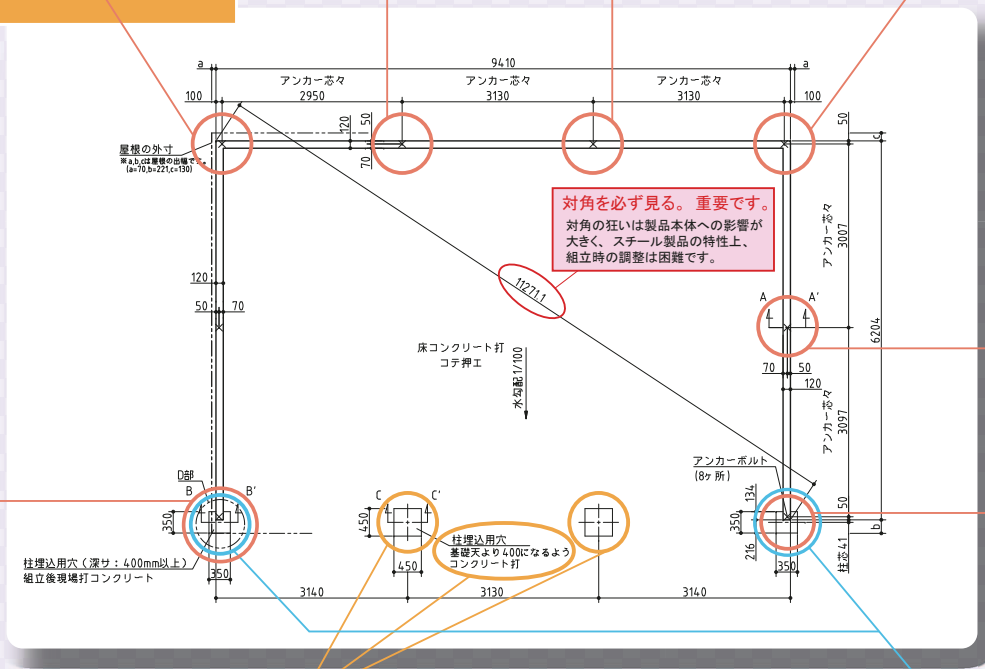 a
9410
a
アンカー芯々
アンカー芯々
アンカー芯々
100
2950
3130
3130
100
50
120
70
50
c
屋根の外寸
※a,b,cは屋根の出幅です。
(a=70,b=221,c=130)
対角を必ず見る。重要です。
対角の狂いは製品本体への影響が
大きく、スチール製品の特性上、
組立時の調整は困難です。
アンカー芯々
3007
120
50
70
11271.1
A
A'
6204
床コンクリート打
コテ押エ
水勾配1/100
70
50
120
アンカー芯々
3097
アンカーボルト
(8ヶ所)
D部
B
B'
C
C'
134
50
350
450
350
b
柱埋込用穴
基礎天より400になるよう
コンクリート打
216
柱芯41
柱埋込用穴(深サ:400mm以上)
組立後現場打コンクリート
350
450
350
3140
3130
3140